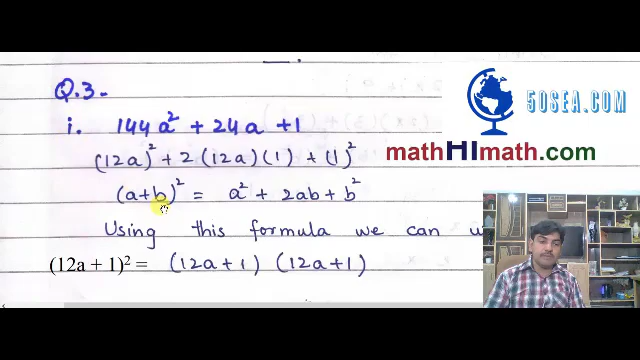 Q.3-
50SEA.COM
i. 144a² + 24a + 1
(12a)² + 2(12a)(1) + (1)²
mathHImath.com
(a+b)² = a² + 2ab + b²
Using this formula we can
(12a + 1)² = (12a+1) (12a+1)